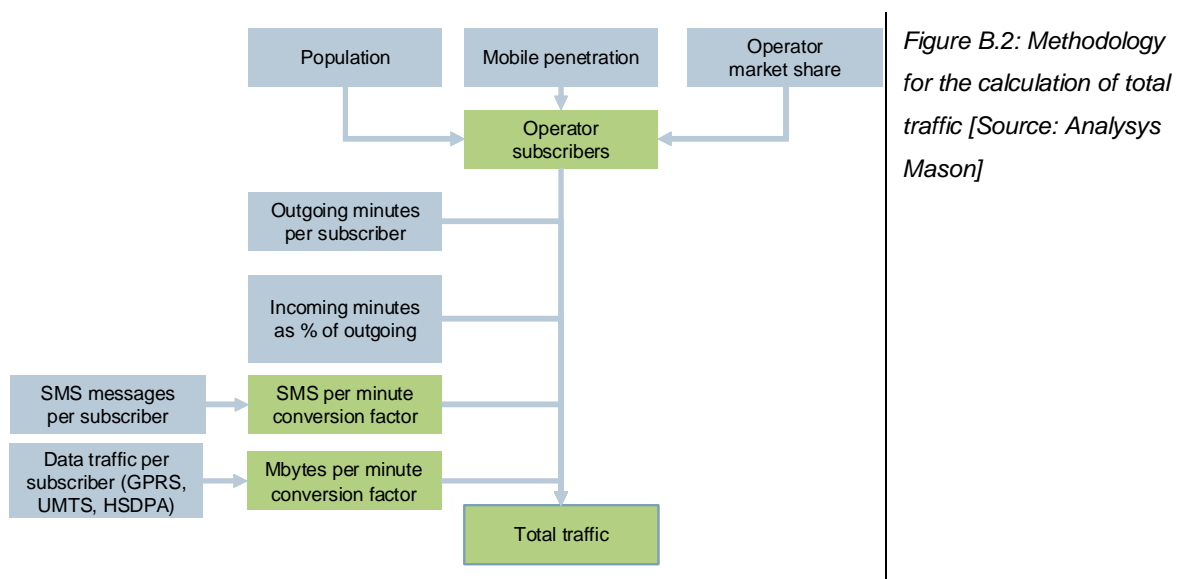 Population
Mobile penetration
Operator
market share
Operator
subscribers
Outgoing minutes
per subscriber
Incoming minutes
as % of outgoing
SMS messages
per subscriber
SMS per minute
conversion factor
Data traffic per
subscriber (GPRS,
UMTS, HSDPA)
Mbytes per minute
conversion factor
Total traffic
Figure B.2: Methodology
for the calculation of total
traffic [Source: Analysys
Mason]